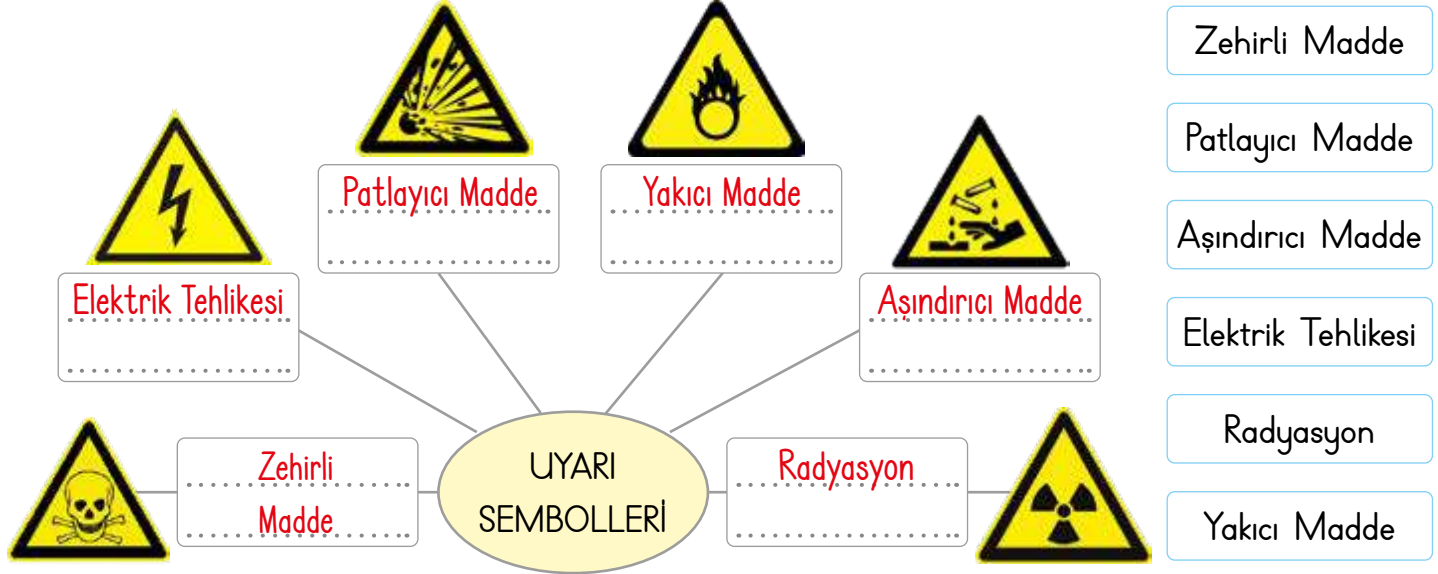 Patlayıcı Madde
Yakıcı Madde
Elektrik Tehlikesi
Aşındırıcı Madde
Zehirli
Madde
UYARI
SEMBOLLERİ
Radyasyon
Zehirli Madde
Patlayıcı Madde
Aşındırıcı Madde
Elektrik Tehlikesi
Radyasyon
Yakıcı Madde